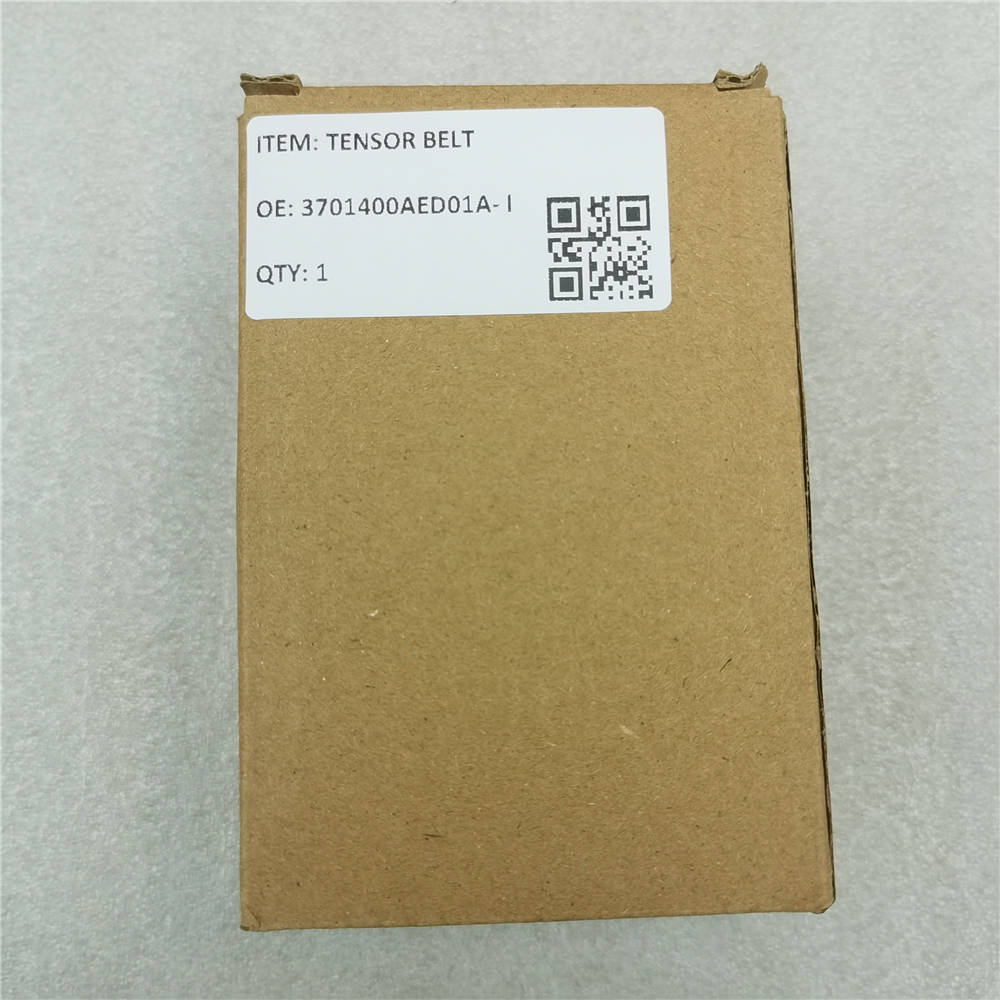 ITEM: TENSOR BELT
OE: 3701400AED01A- I
QTY: 1